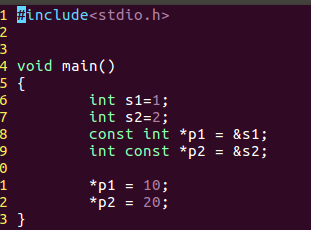 1 #include<stdio.h>
2
3
4 void main()
5 {
6         int s1=1;
7         int s2=2;
8         const int *p1 = &s1;
9         int const *p2 = &s2;
0
1         *p1 = 10;
2         *p2 = 20;
3 }